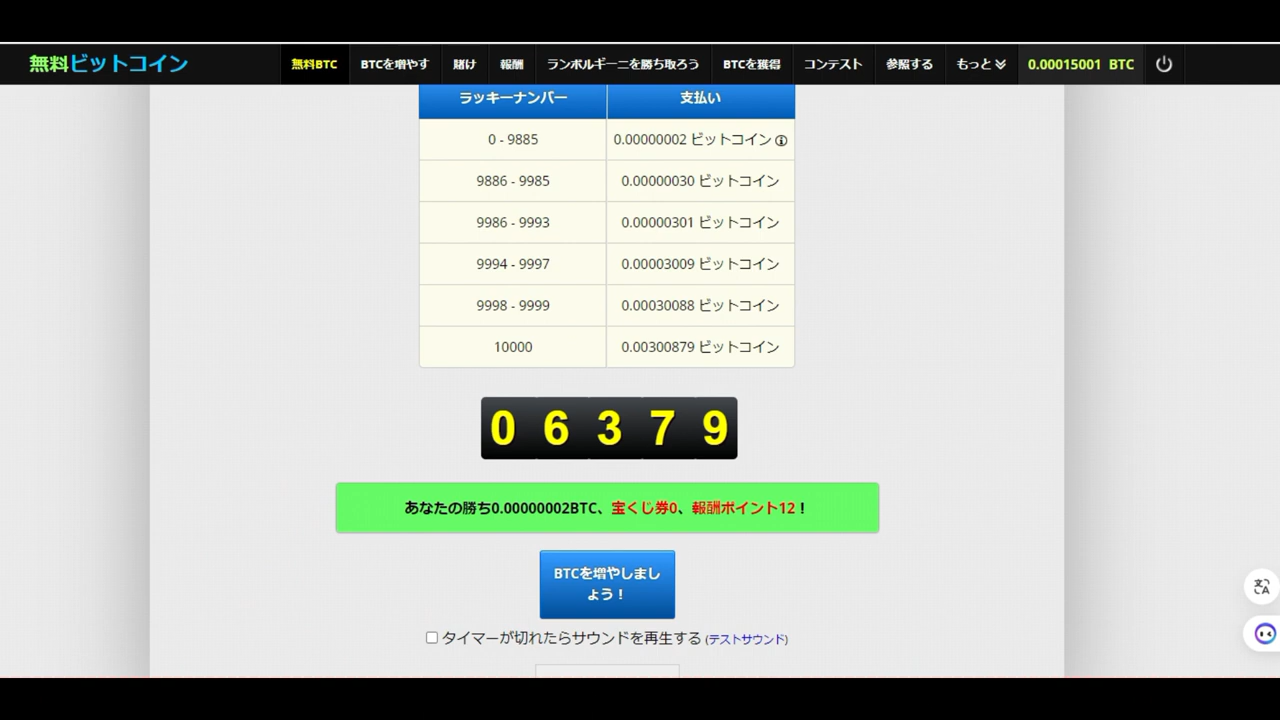 無料ビットコイン 無料BTC BTCを増やす 賭け 報酬 ランボルギーニを勝ち取ろう BTCを獲得 コンテスト 参照する もっと 0.00015001 BTC
ラッキーナンバー 支払い
0 - 9885 0.00000002 ビットコイン
9886 - 9985 0.00000030 ビットコイン
9986 - 9993 0.00000301 ビットコイン
9994 - 9997 0.00003009 ビットコイン
9998 - 9999 0.00030088 ビットコイン
10000 0.00300879 ビットコイン
0 6 3 7 9
あなたの勝ち0.00000002BTC、宝くじ券0、報酬ポイント12！
BTCを増やしまし
ょう！
タイマーが切れたらサウンドを再生する (テストサウンド)